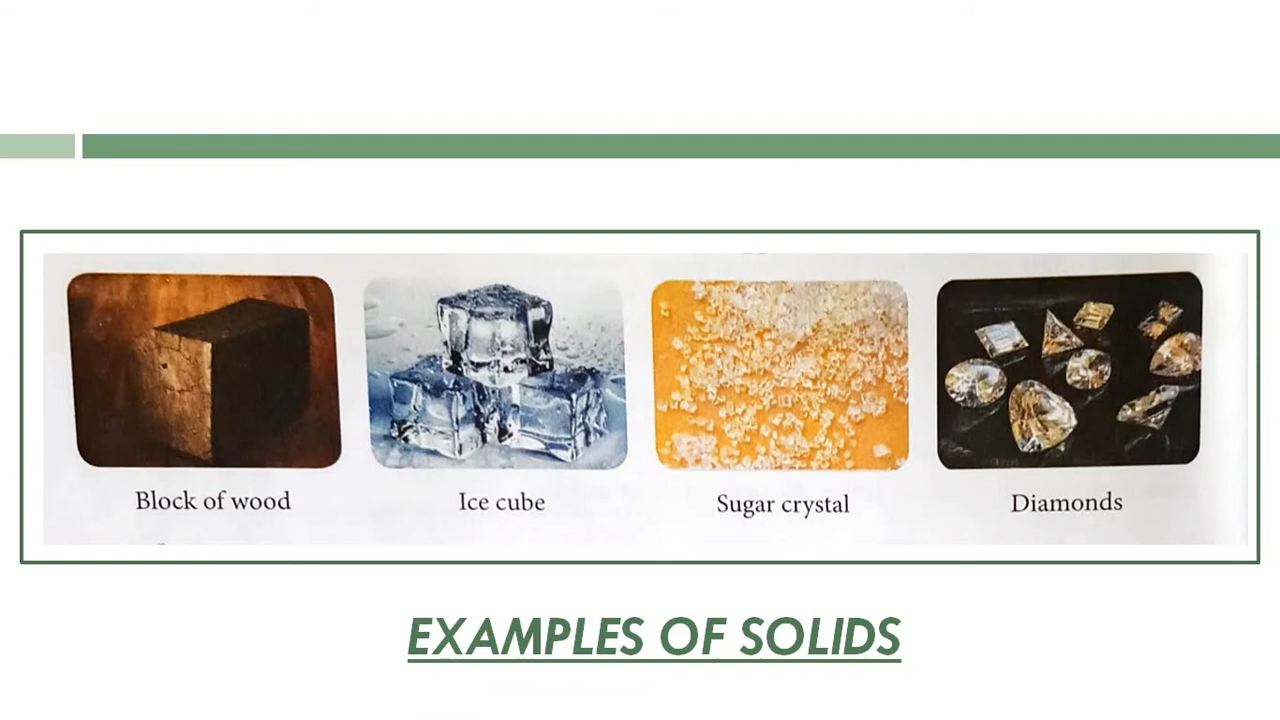 Block of wood
Ice cube
Sugar crystal
Diamonds
EXAMPLES OF SOLIDS